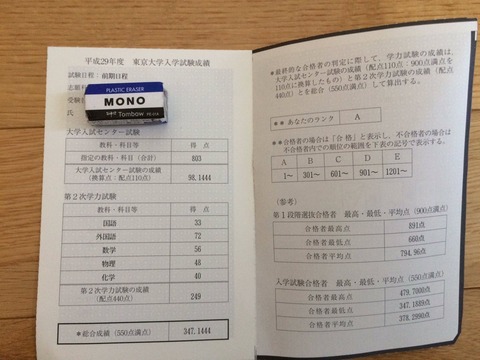 平成29年度 東京大学入学試験成績
試験日程：前期日程
志願
受験
氏
PLASTIC ERASER
MONO
Tombow PE-01A
大学入試センター試験
教科・科目等 得点
指定の教科・科目（合計） 803
大学入試センター試験の成績
（換算点：配点110点） 98.1444
第２次学力試験
教科・科目等 得点
国語 33
外国語 72
数学 56
物理 48
化学 40
第２次学力試験の成績
（配点440点） 249
*総合成績（550点満点） 347.1444
*最終的な合格者の判定に際して、学力試験の成績は、
大学入試センター試験の成績（配点110点：900点満点を
110点に換算したもの）と第２次学力試験の成績（配点
440点）とを総合（550点満点）して算出する。
** あなたのランク A
**合格者の場合は「合格」と表示し、不合格者の場合は
不合格者内での順位の範囲を下表の記号で表示する。
A B C D E
1～ 301～ 601～ 901～ 1201～
（参考）
第１段階選抜合格者 最高・最低・平均点（900点満点）
合格者最高点 891点
合格者最低点 660点
合格者平均点 794.96点
入学試験合格者 最高・最低・平均点（550点満点）
合格者最高点 479.7000点
合格者最低点 347.1889点
合格者平均点 378.2990点